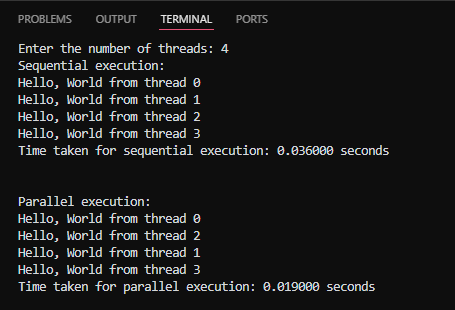 PROBLEMS OUTPUT TERMINAL PORTS
Enter the number of threads: 4
Sequential execution:
Hello, World from thread 0
Hello, World from thread 1
Hello, World from thread 2
Hello, World from thread 3
Time taken for sequential execution: 0.036000 seconds
Parallel execution:
Hello, World from thread 0
Hello, World from thread 2
Hello, World from thread 1
Hello, World from thread 3
Time taken for parallel execution: 0.019000 seconds